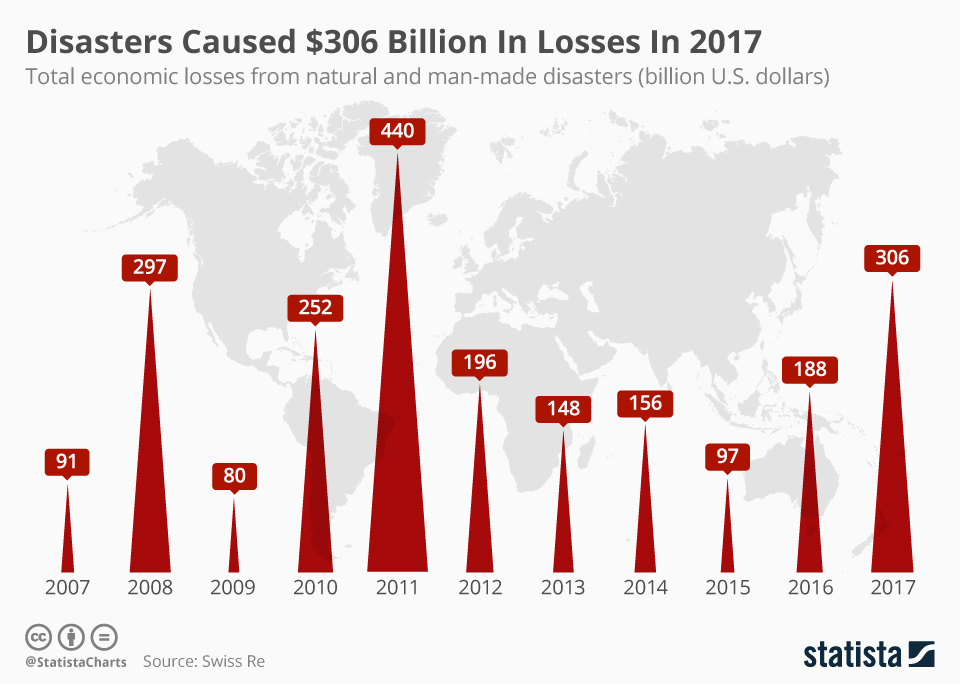 Disasters Caused $306 Billion In Losses In 2017
Total economic losses from natural and man-made disasters (billion U.S. dollars)
91
297
80
252
440
196
148
156
97
188
306
2007 2008 2009 2010 2011 2012 2013 2014 2015 2016 2017
cc
@StatistaCharts Source: Swiss Re
statista